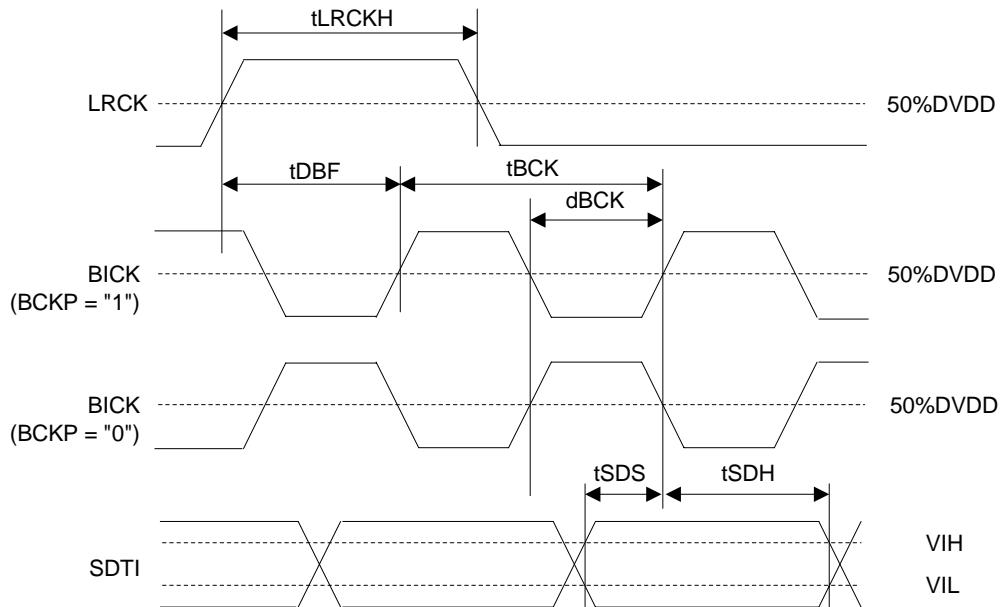 tLRCKH
LRCK
50%DVDD
tDBF
tBCK
dBCK
BICK
50%DVDD
(BCKP = "1")
BICK
50%DVDD
(BCKP = "0")
tSDS
tSDH
VIH
SDTI
VIL